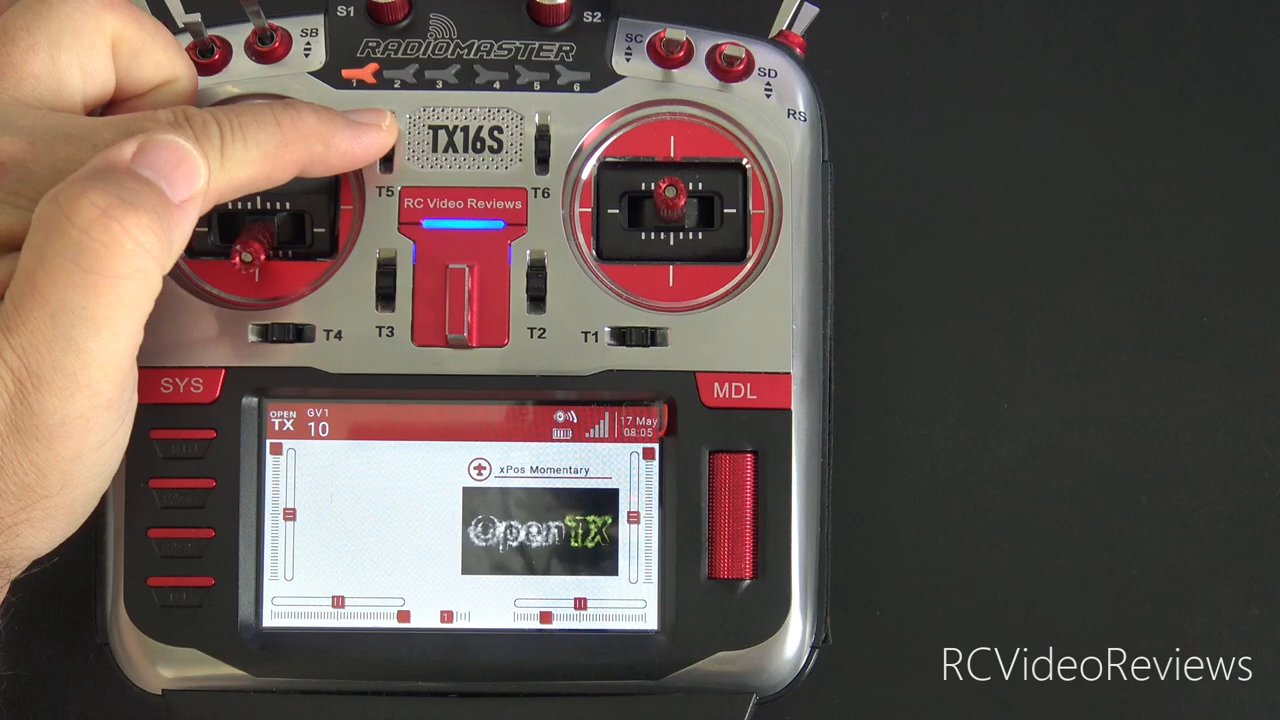 S1
S2
SB
SC
SD
RS
RADIOMASTER
1 2 3 4 5 6
TX16S
T5
T6
RC Video Reviews
T4
T3
T2
T1
SYS
MDL
OPEN
TX
GV1
10
17 May
08:05
xPos Momentary
OpenTX
1
RCVideoReviews